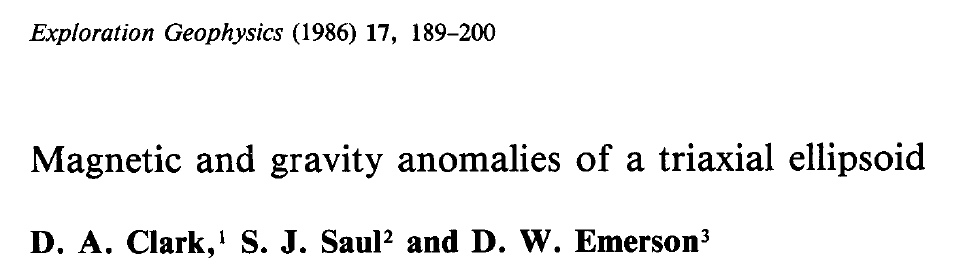 Exploration Geophysics (1986) 17, 189–200
Magnetic and gravity anomalies of a triaxial ellipsoid
D. A. Clark,¹ S. J. Saul² and D. W. Emerson³